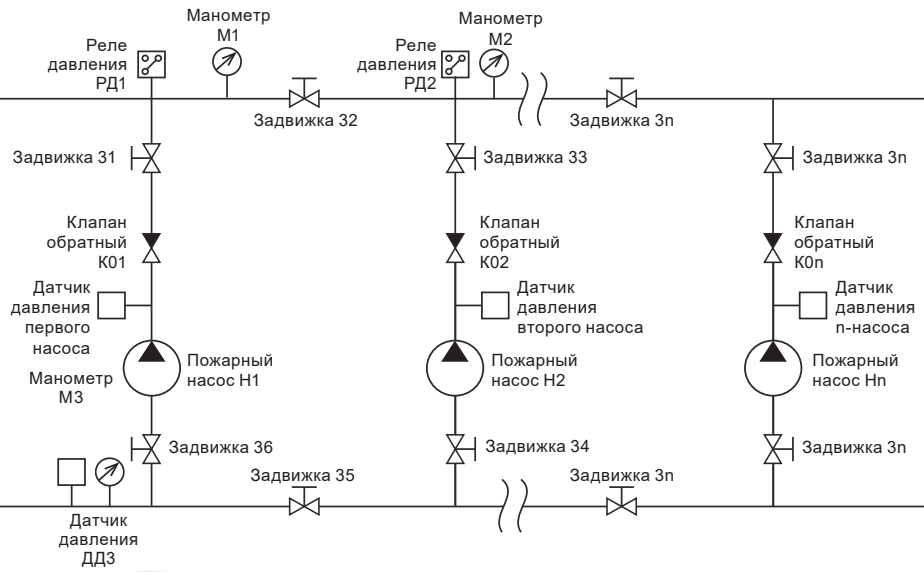 Манометр
М1
Манометр
М2
Реле
давления
РД1
Реле
давления
РД2
Задвижка 32
Задвижка 3n
Задвижка 31
Задвижка 33
Задвижка 3n
Клапан
обратный
К01
Клапан
обратный
К02
Клапан
обратный
К0n
Датчик
давления
первого
насоса
Датчик
давления
второго насоса
Датчик
давления
n-насоса
Манометр
М3
Пожарный
насос Н1
Пожарный
насос Н2
Пожарный
насос Нn
Задвижка 36
Задвижка 34
Задвижка 3n
Задвижка 35
Задвижка 3n
Датчик
давления
ДД3